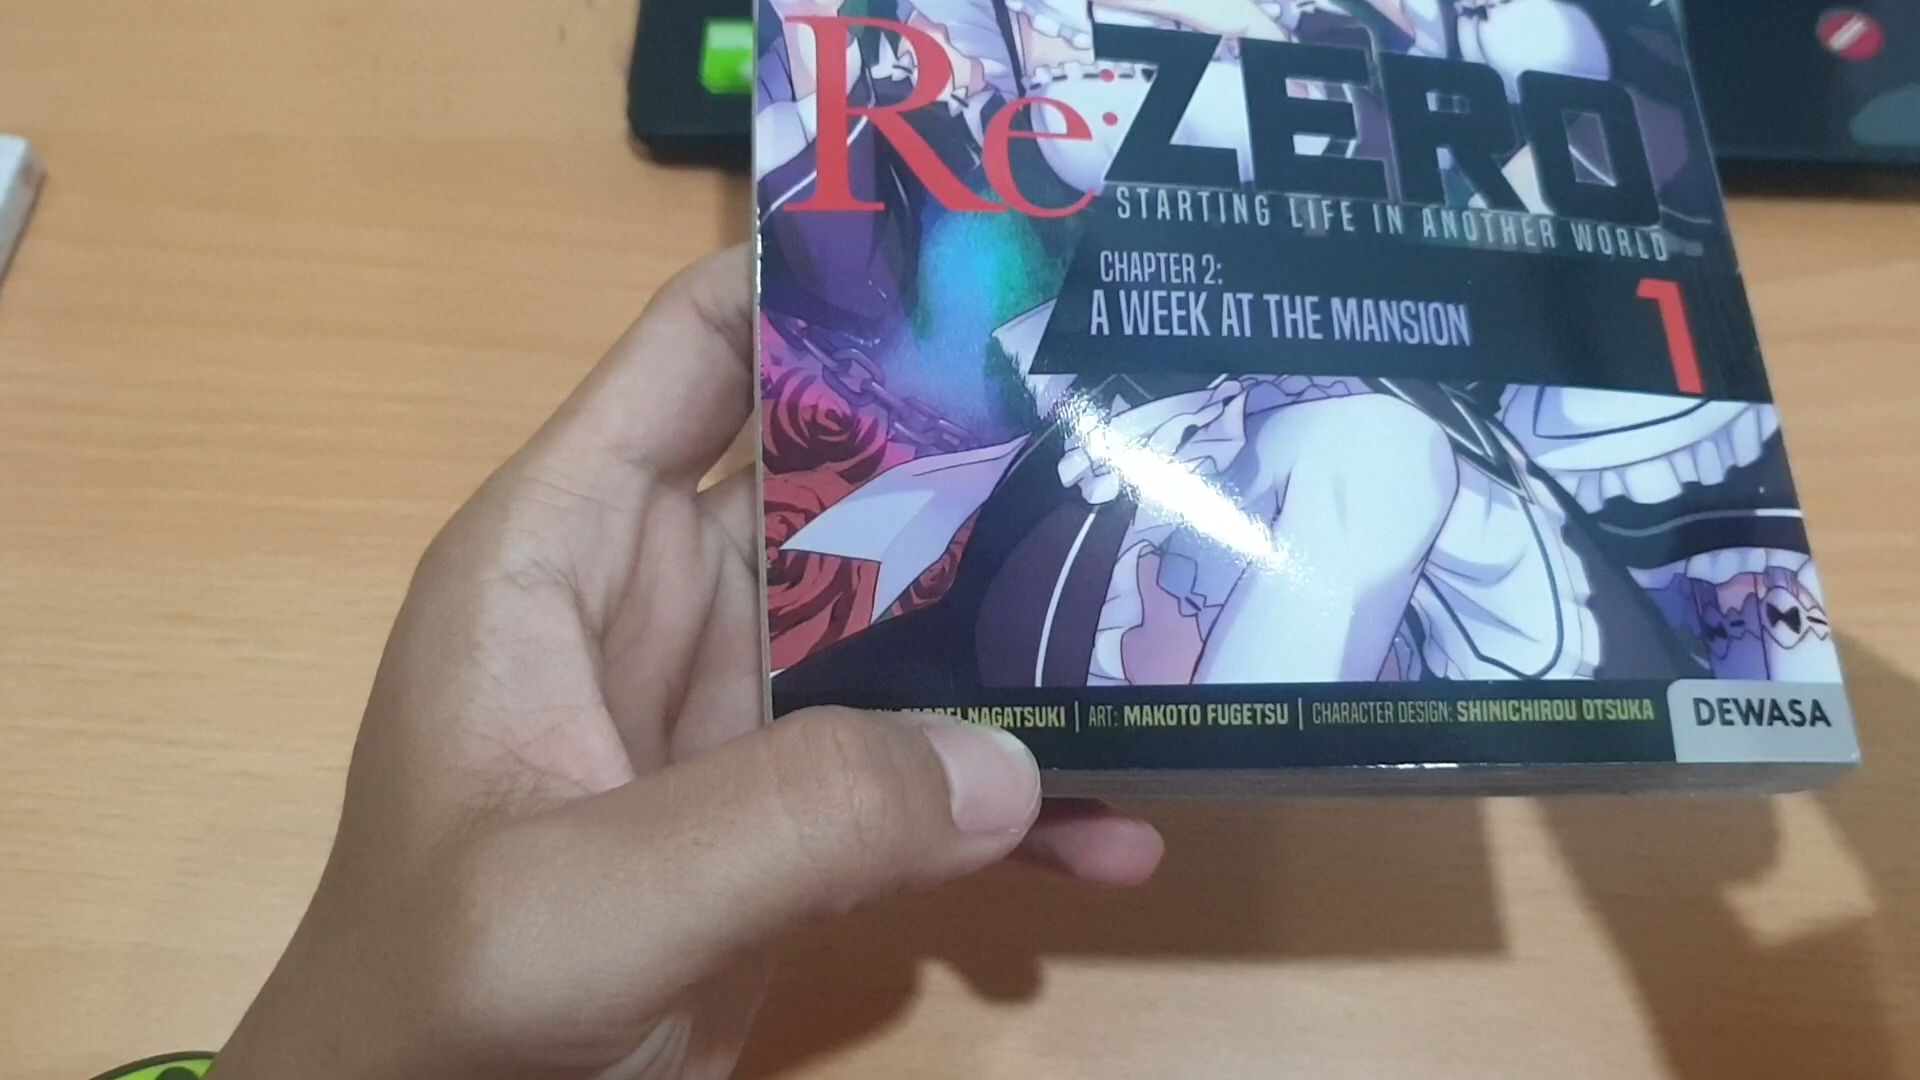 Re:ZERO
STARTING LIFE IN ANOTHER WORLD
CHAPTER 2:
A WEEK AT THE MANSION
1
NAGATSUKI | ART: MAKOTO FUGETSU | CHARACTER DESIGN: SHINICHIROU OTSUKA
DEWASA